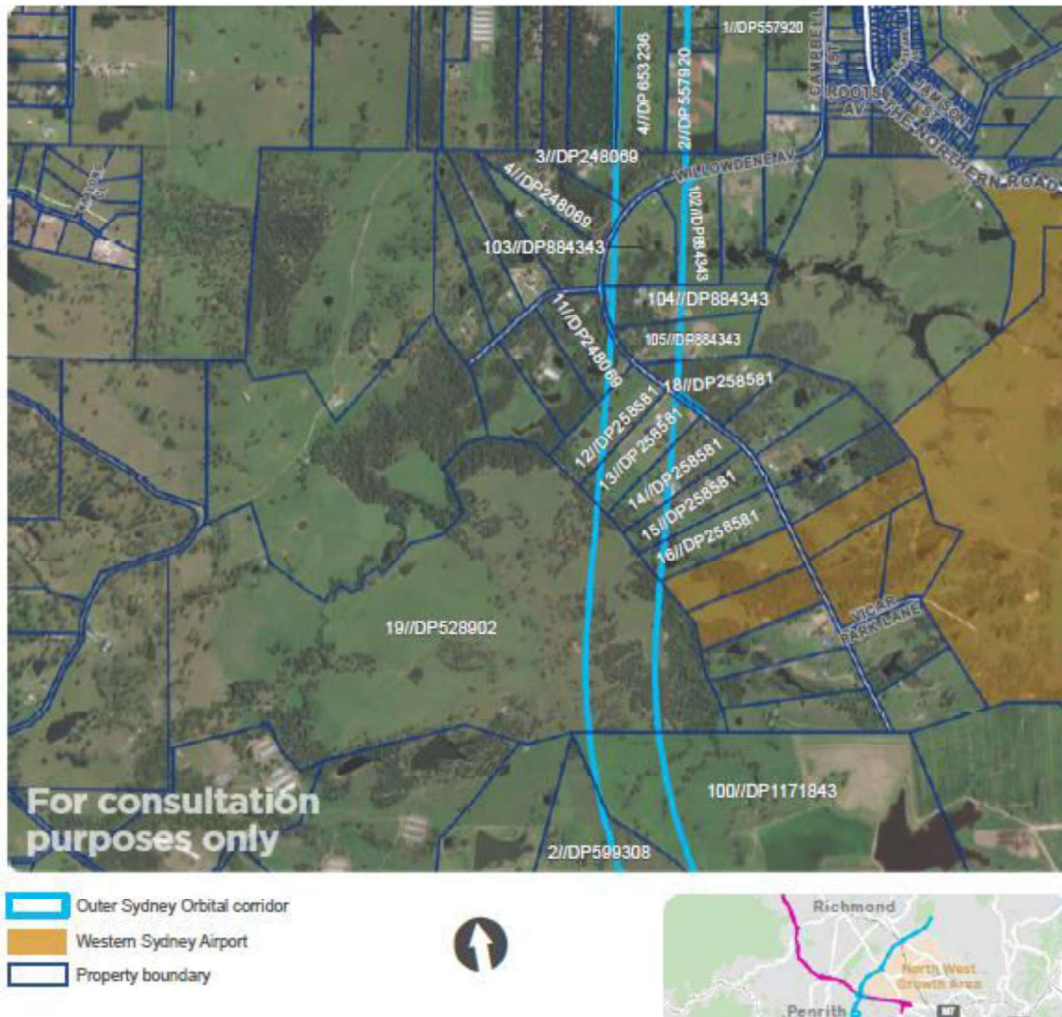 1//DP557920
4//DP653236
2//DP557920
CAMPBELL
ST
ROOTS
AV
THE NORTHERN ROAD
3//DP248069
WILLOWDENE AV
4//DP248069
102//DP884343
103//DP884343
104//DP884343
11//DP248069
105//DP884343
18//DP258581
12//DP258581
13//DP258581
14//DP258581
15//DP258581
16//DP258581
VICAR
PARK LANE
19//DP528902
100//DP1171843
2//DP599308
For consultation
purposes only
Outer Sydney Orbital corridor
Western Sydney Airport
Property boundary
Richmond
North West
Growth Area
Penrith
M7